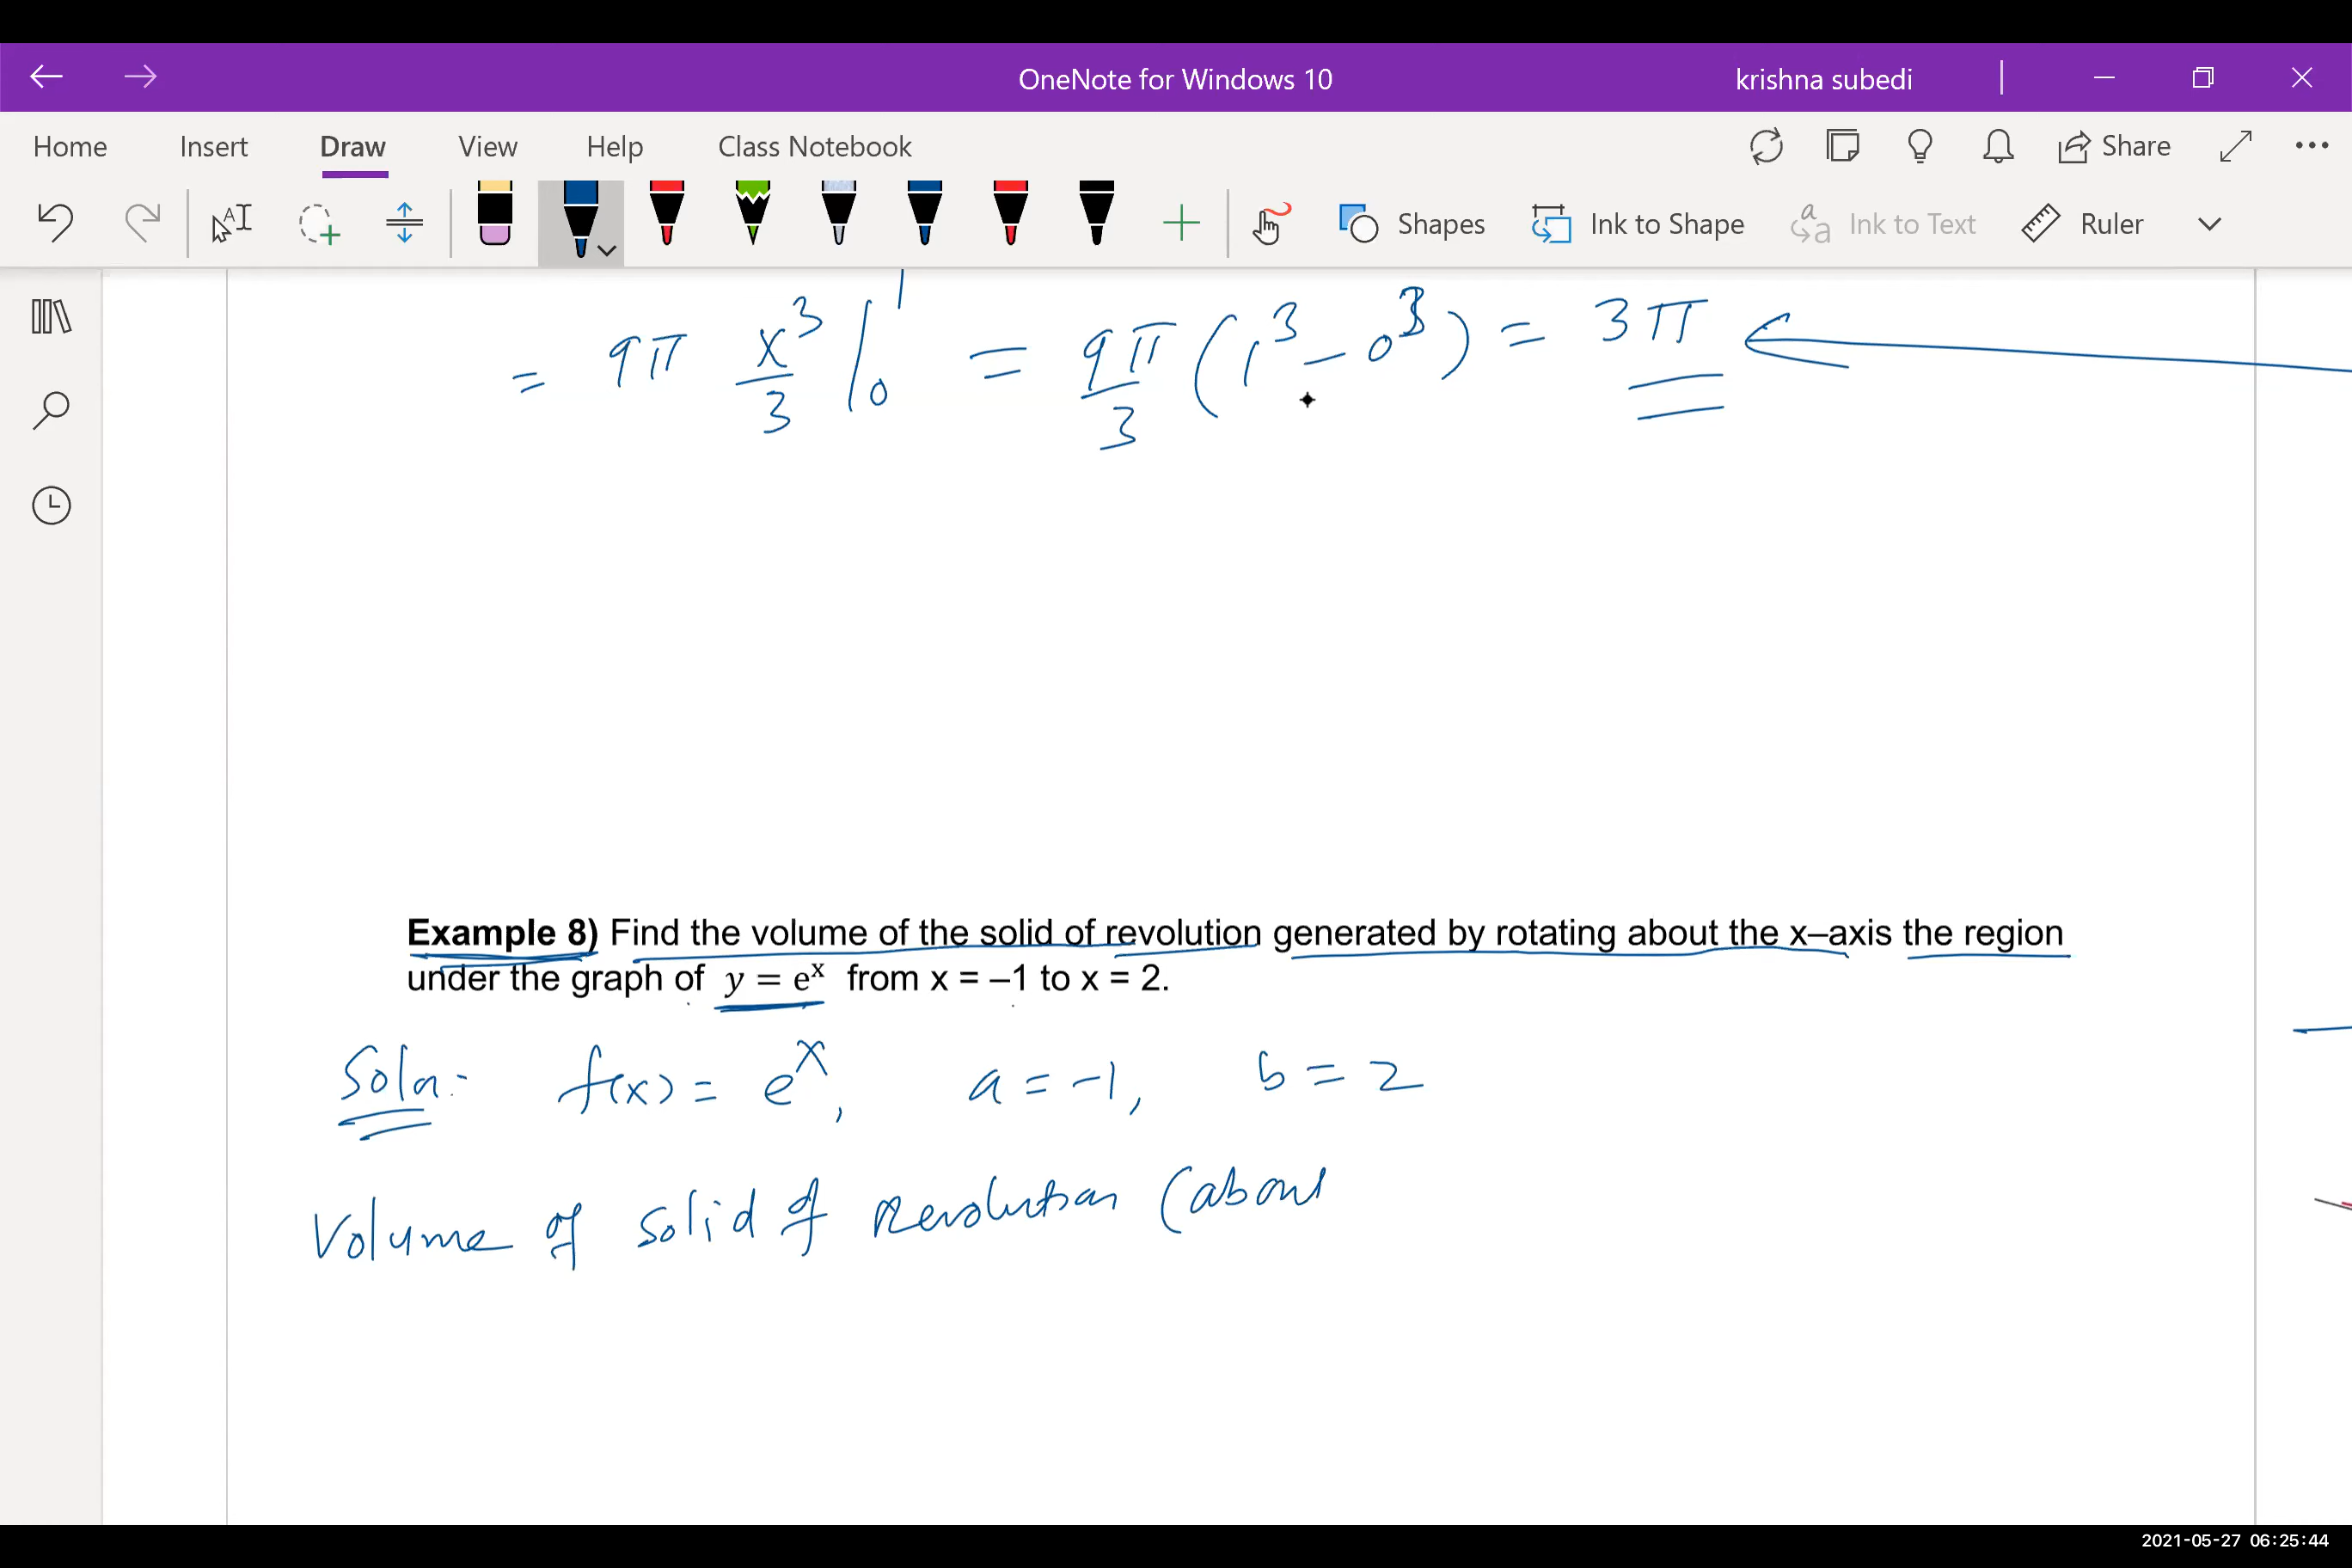 OneNote for Windows 10 krishna subedi
Home Insert Draw View Help Class Notebook Share
Shapes Ink to Shape Ink to Text Ruler
= 9π x³/3 |₀¹ = 9π/3 (1³ - 0³) = 3π
Example 8) Find the volume of the solid of revolution generated by rotating about the x–axis the region
under the graph of y = eˣ from x = –1 to x = 2.
Soln: f(x) = eˣ, a = -1, b = 2
Volume of solid of Revolution (about
2021-05-27 06:25:44